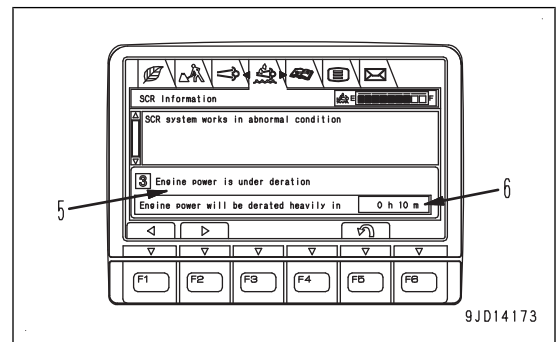 SCR Information
E F
SCR system works in abnormal condition
3 Engine power is under deration
Engine power will be derated heavily in 0 h 10 m
5
6
F1 F2 F3 F4 F5 F6
9JD14173